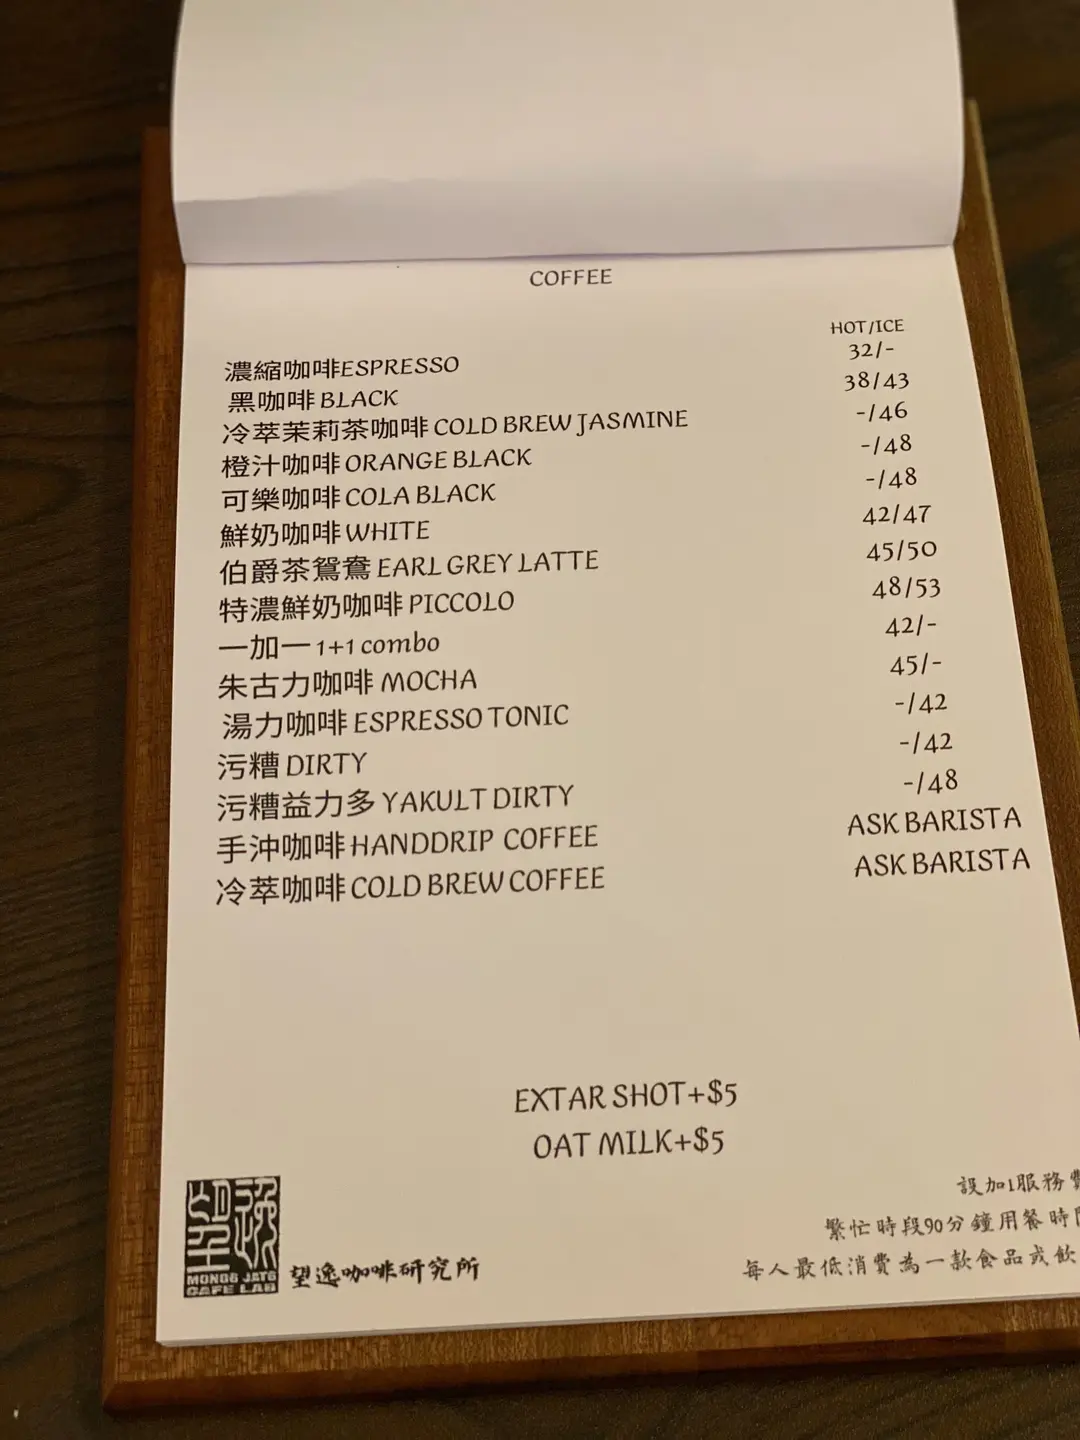 COFFEE
HOT/ICE
濃縮咖啡ESPRESSO 32/-
黑咖啡 BLACK 38/43
冷萃茉莉茶咖啡 COLD BREW JASMINE -/46
橙汁咖啡 ORANGE BLACK -/48
可樂咖啡 COLA BLACK -/48
鮮奶咖啡 WHITE 42/47
伯爵茶鴛鴦 EARL GREY LATTE 45/50
特濃鮮奶咖啡 PICCOLO 48/53
一加一 1+1 combo 42/-
朱古力咖啡 MOCHA 45/-
湯力咖啡 ESPRESSO TONIC -/42
污糟 DIRTY -/42
污糟益力多 YAKULT DIRTY -/48
手沖咖啡 HANDDRIP COFFEE ASK BARISTA
冷萃咖啡 COLD BREW COFFEE ASK BARISTA
EXTAR SHOT+$5
OAT MILK+$5
設加1服務費
繁忙時段90分鐘用餐時間
每人最低消費為一款食品或飲
望逸
CAFE LAB
望逸咖啡研究所